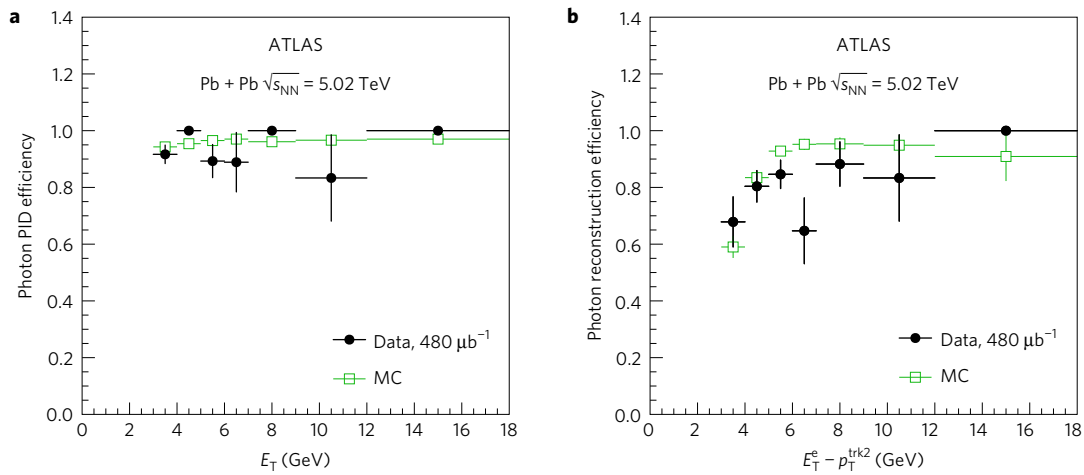 a
ATLAS
Pb + Pb √sNN = 5.02 TeV
Photon PID efficiency
1.4
1.2
1.0
0.8
0.6
0.4
0.2
0.0
Data, 480 μb⁻¹
MC
0 2 4 6 8 10 12 14 16 18
E_T (GeV)
b
ATLAS
Pb + Pb √sNN = 5.02 TeV
Photon reconstruction efficiency
1.4
1.2
1.0
0.8
0.6
0.4
0.2
0.0
Data, 480 μb⁻¹
MC
0 2 4 6 8 10 12 14 16 18
E_T^e − p_T^trk2 (GeV)